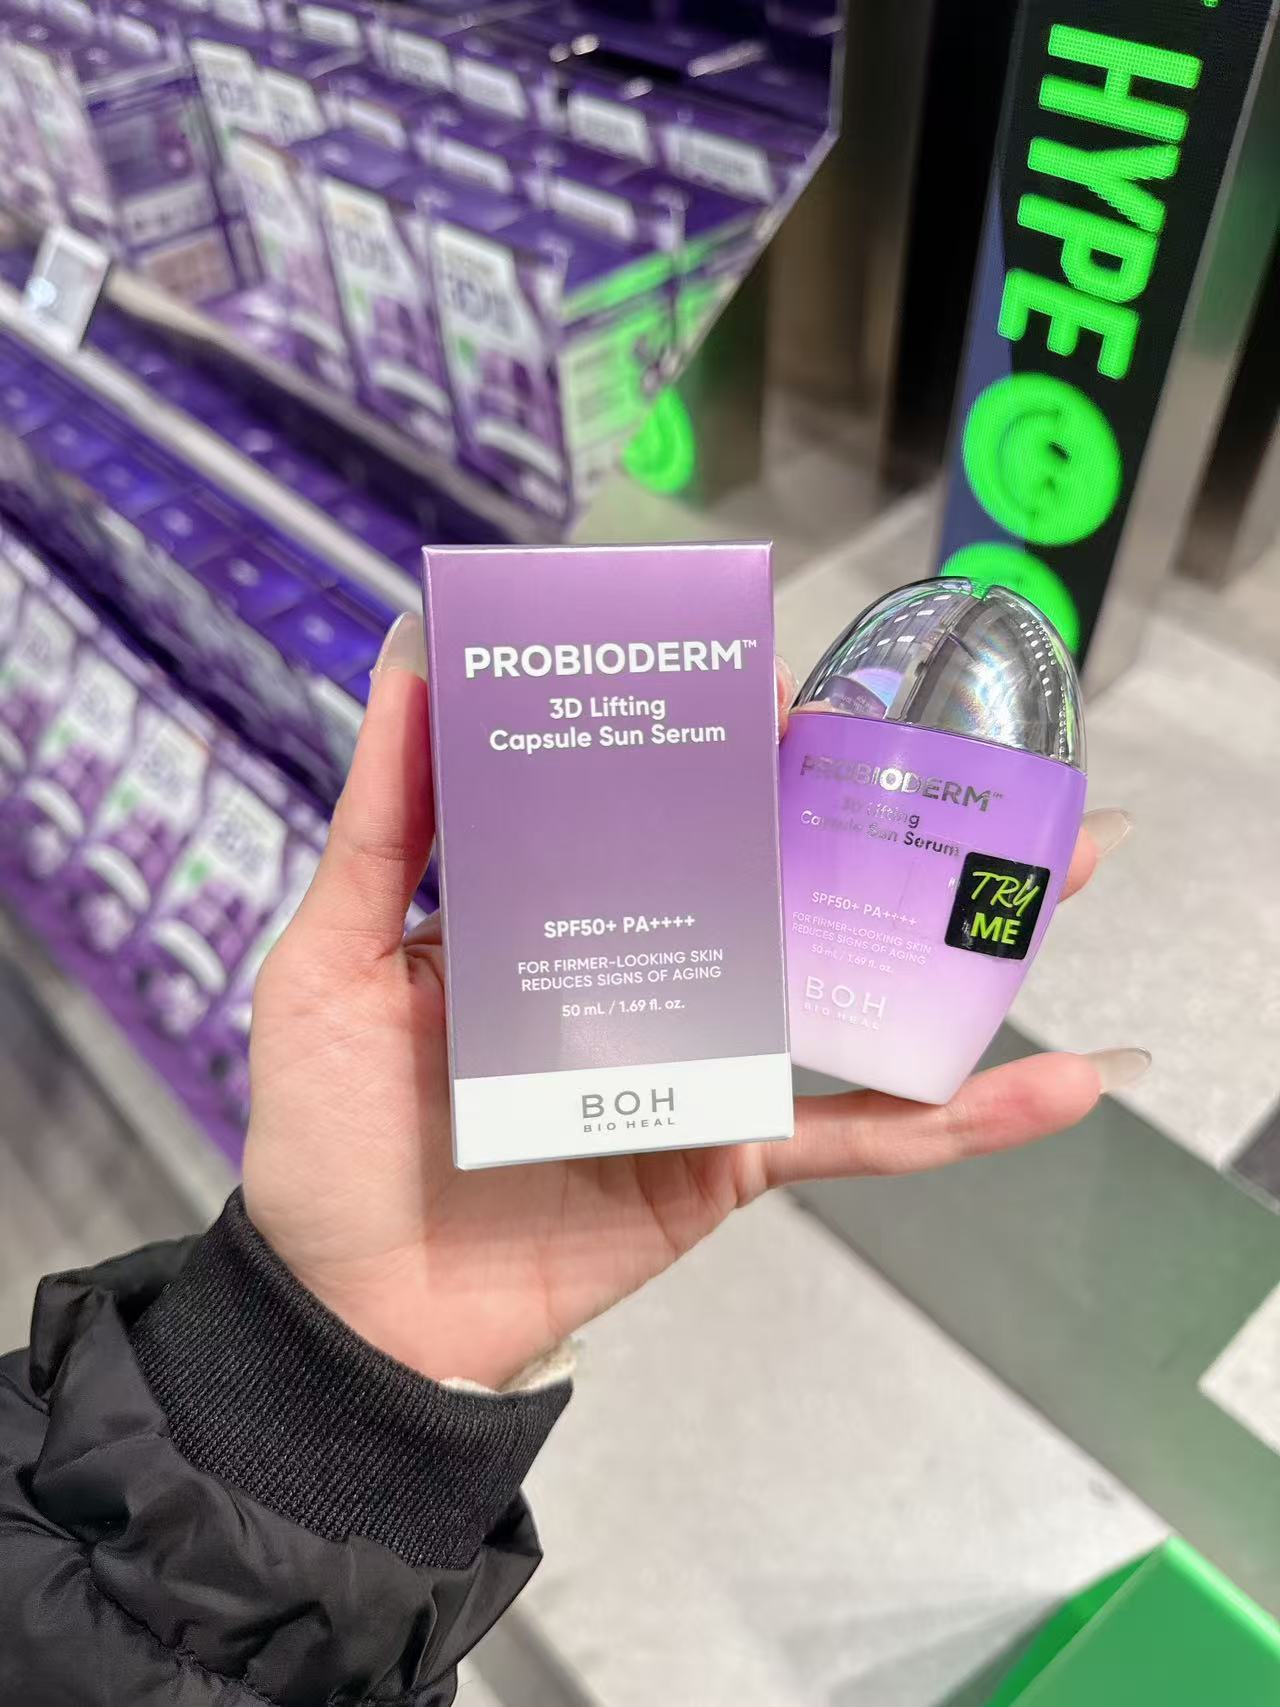 HYPE
PROBIODERM™
3D Lifting
Capsule Sun Serum
SPF50+ PA++++
FOR FIRMER-LOOKING SKIN
REDUCES SIGNS OF AGING
50 mL / 1.69 fl. oz.
BOH
BIO HEAL
PROBIODERM™
3D Lifting
Capsule Sun Serum
SPF50+ PA++++
FOR FIRMER-LOOKING SKIN
REDUCES SIGNS OF AGING
50 mL / 1.69 fl. oz.
BOH
BIO HEAL
TRY
ME